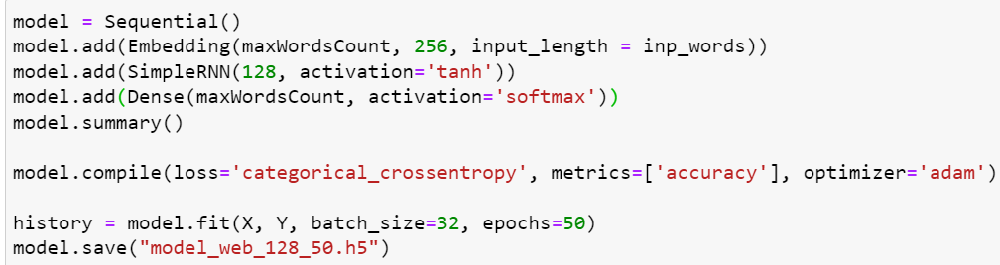 model = Sequential()
model.add(Embedding(maxWordsCount, 256, input_length = inp_words))
model.add(SimpleRNN(128, activation='tanh'))
model.add(Dense(maxWordsCount, activation='softmax'))
model.summary()
model.compile(loss='categorical_crossentropy', metrics=['accuracy'], optimizer='adam')
history = model.fit(X, Y, batch_size=32, epochs=50)
model.save("model_web_128_50.h5")